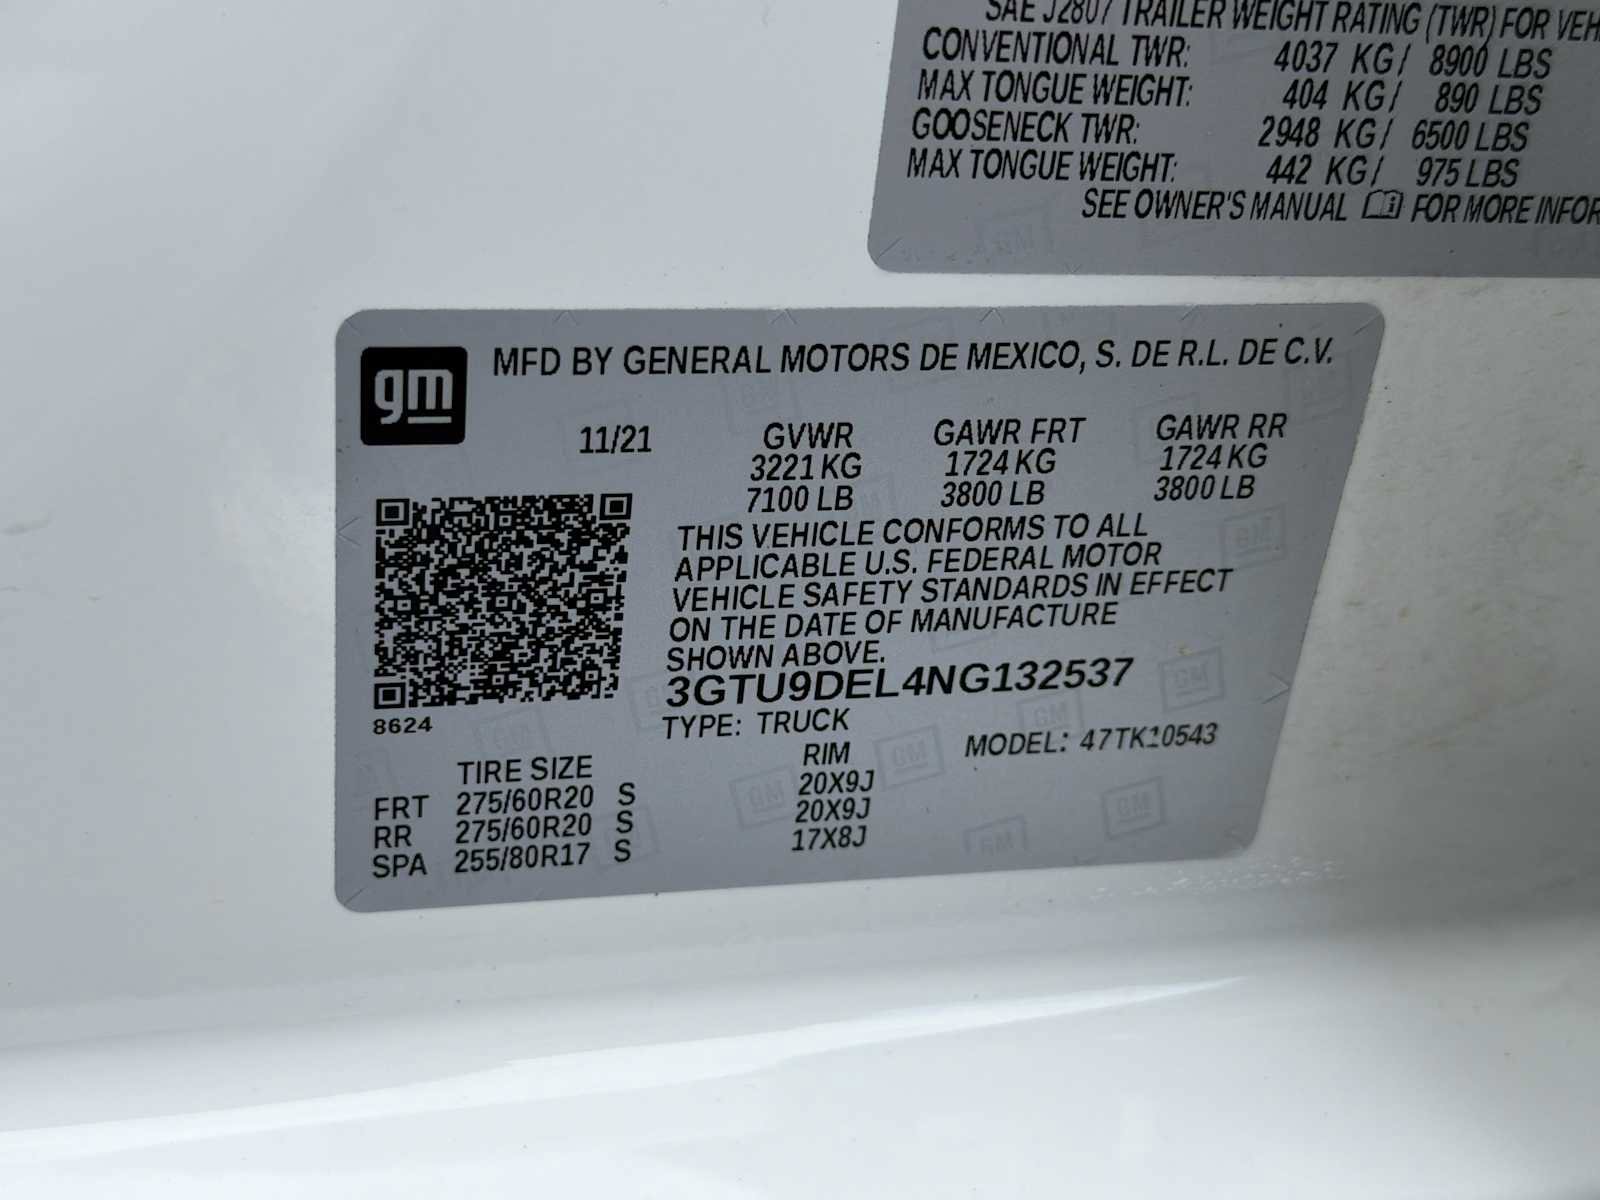 SAE J2807 TRAILER WEIGHT RATING (TWR) FOR VEH
CONVENTIONAL TWR: 4037 KG/ 8900 LBS
MAX TONGUE WEIGHT: 404 KG/ 890 LBS
GOOSENECK TWR: 2948 KG/ 6500 LBS
MAX TONGUE WEIGHT: 442 KG/ 975 LBS
SEE OWNER'S MANUAL FOR MORE INFOR
gm
MFD BY GENERAL MOTORS DE MEXICO, S. DE R.L. DE C.V.
11/21 GVWR GAWR FRT GAWR RR
3221 KG 1724 KG 1724 KG
7100 LB 3800 LB 3800 LB
THIS VEHICLE CONFORMS TO ALL
APPLICABLE U.S. FEDERAL MOTOR
VEHICLE SAFETY STANDARDS IN EFFECT
ON THE DATE OF MANUFACTURE
SHOWN ABOVE.
3GTU9DEL4NG132537
8624
TYPE: TRUCK
MODEL: 47TK10543
TIRE SIZE RIM
FRT 275/60R20 S 20X9J
RR 275/60R20 S 20X9J
SPA 255/80R17 S 17X8J